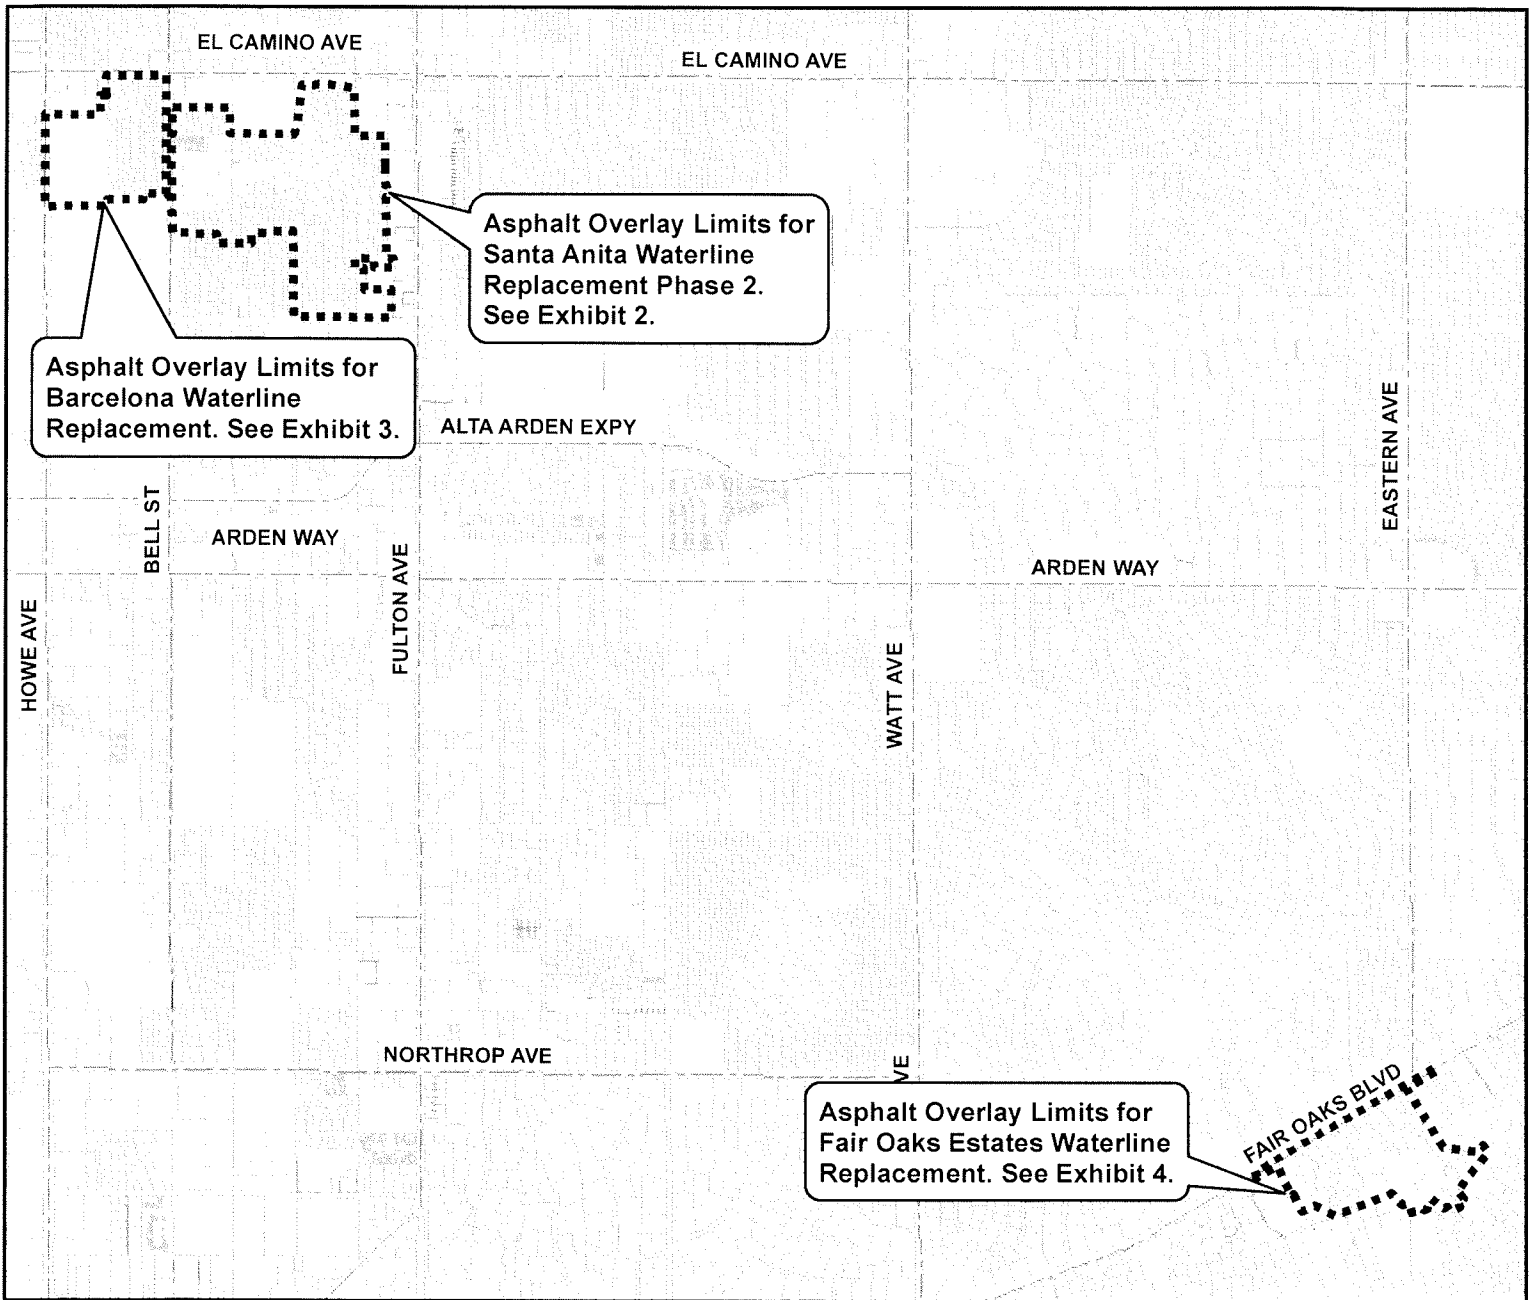 EL CAMINO AVE
EL CAMINO AVE
Asphalt Overlay Limits for
Santa Anita Waterline
Replacement Phase 2.
See Exhibit 2.
Asphalt Overlay Limits for
Barcelona Waterline
Replacement. See Exhibit 3.
ALTA ARDEN EXPY
EASTERN AVE
BELL ST
ARDEN WAY
FULTON AVE
ARDEN WAY
HOWE AVE
WATT AVE
NORTHROP AVE
VE
FAIR OAKS BLVD
Asphalt Overlay Limits for
Fair Oaks Estates Waterline
Replacement. See Exhibit 4.